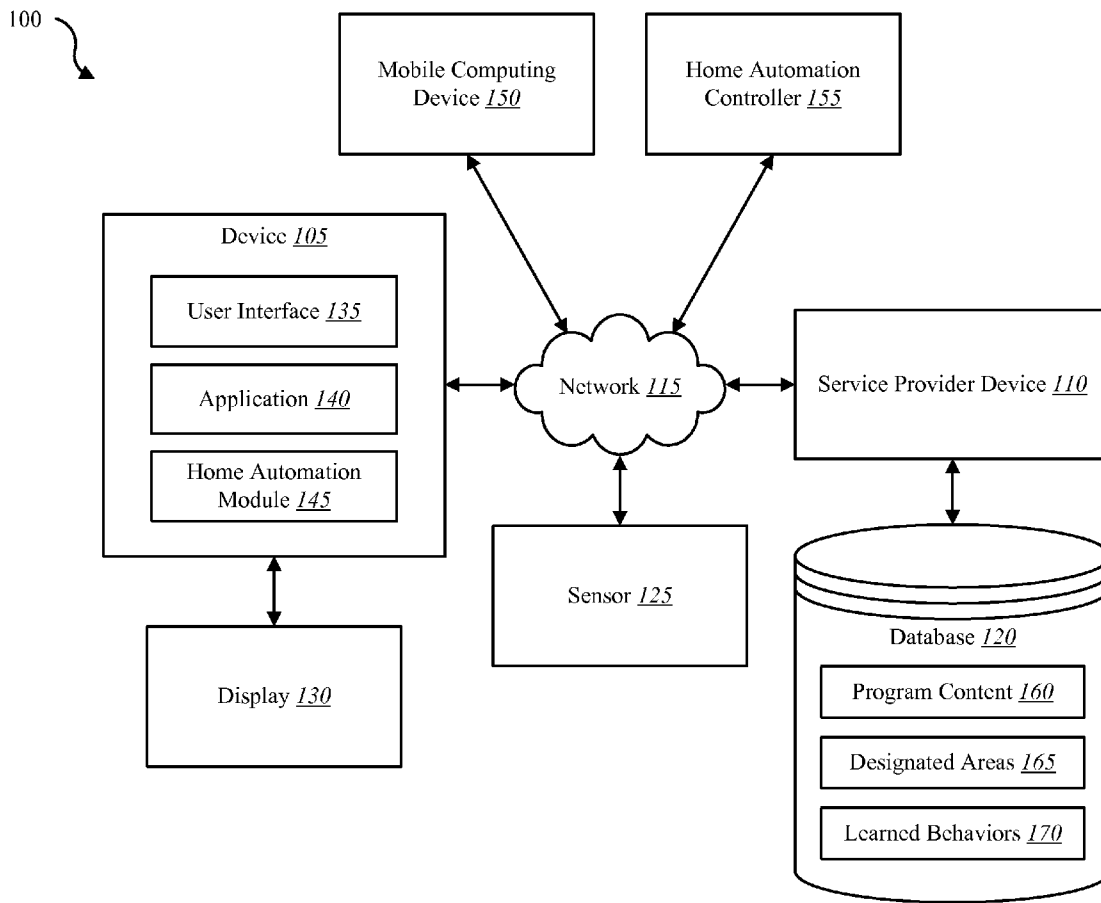 100
Mobile Computing
Device 150
Home Automation
Controller 155
Device 105
User Interface 135
Application 140
Home Automation
Module 145
Network 115
Service Provider Device 110
Sensor 125
Display 130
Database 120
Program Content 160
Designated Areas 165
Learned Behaviors 170